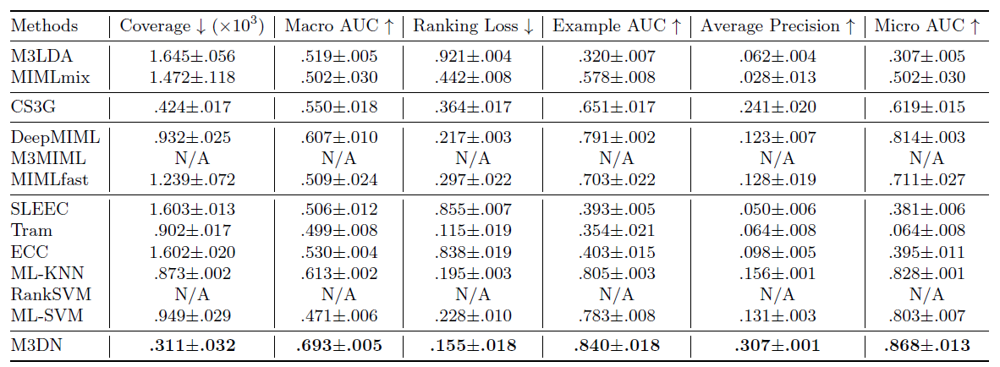 Methods Coverage ↓ (×10³) Macro AUC ↑ Ranking Loss ↓ Example AUC ↑ Average Precision ↑ Micro AUC ↑
M3LDA 1.645±.056 .519±.005 .921±.004 .320±.007 .062±.004 .307±.005
MIMLmix 1.472±.118 .502±.030 .442±.008 .578±.008 .028±.013 .502±.030
CS3G .424±.017 .550±.018 .364±.017 .651±.017 .241±.020 .619±.015
DeepMIML .932±.025 .607±.010 .217±.003 .791±.002 .123±.007 .814±.003
M3MIML N/A N/A N/A N/A N/A N/A
MIMLfast 1.239±.072 .509±.024 .297±.022 .703±.022 .128±.019 .711±.027
SLEEC 1.603±.013 .506±.012 .855±.007 .393±.005 .050±.006 .381±.006
Tram .902±.017 .499±.008 .115±.019 .354±.021 .064±.008 .064±.008
ECC 1.602±.020 .530±.004 .838±.019 .403±.015 .098±.005 .395±.011
ML-KNN .873±.002 .613±.002 .195±.003 .805±.003 .156±.001 .828±.001
RankSVM N/A N/A N/A N/A N/A N/A
ML-SVM .949±.029 .471±.006 .228±.010 .783±.008 .131±.003 .803±.007
M3DN .311±.032 .693±.005 .155±.018 .840±.018 .307±.001 .868±.013